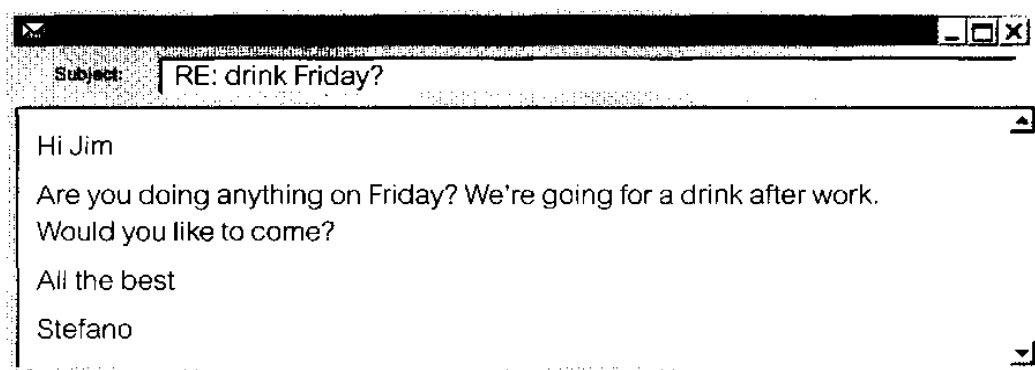 Subject: RE: drink Friday?
Hi Jim
Are you doing anything on Friday? We're going for a drink after work.
Would you like to come?
All the best
Stefano